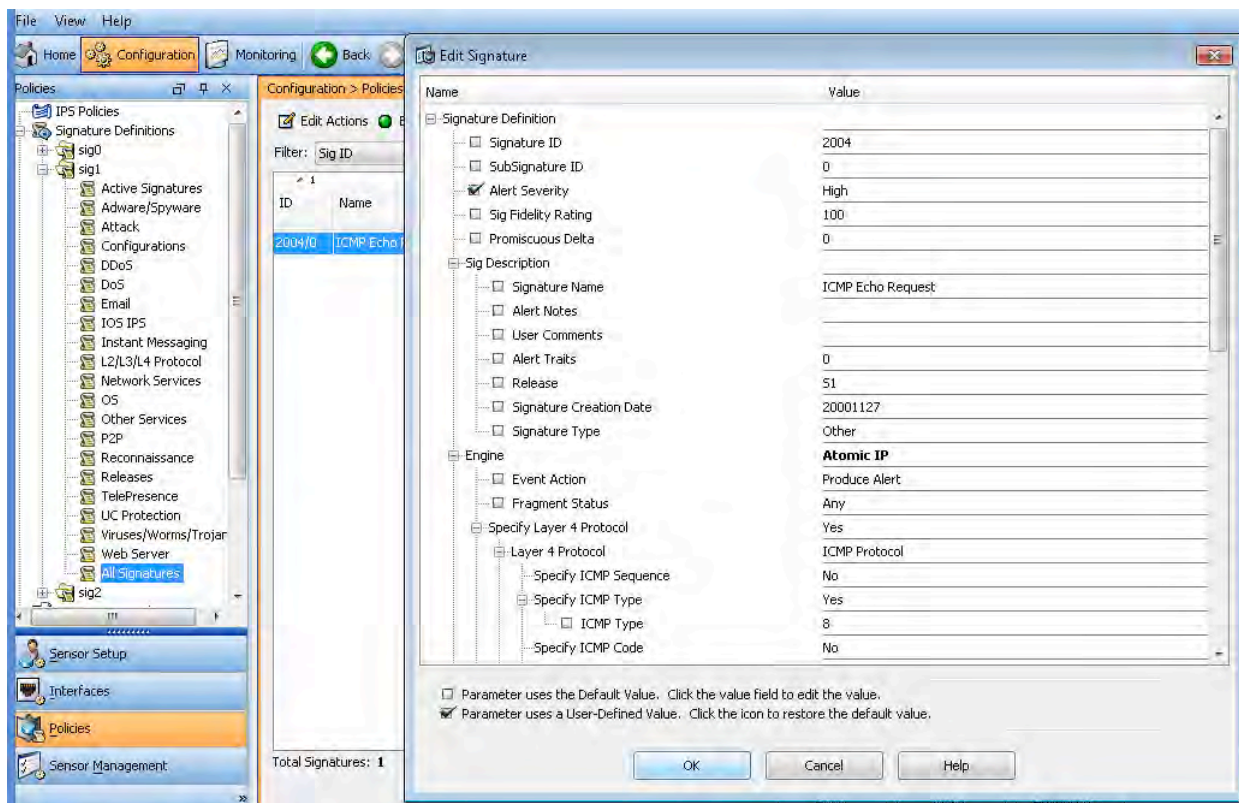 File View Help
Home Configuration Monitoring Back
Policies
IPS Policies
Signature Definitions
sig0
sig1
Active Signatures
Adware/Spyware
Attack
Configurations
DDoS
DoS
Email
IOS IPS
Instant Messaging
L2/L3/L4 Protocol
Network Services
OS
Other Services
P2P
Reconnaissance
Releases
TelePresence
UC Protection
Viruses/Worms/Trojan
Web Server
All Signatures
sig2
Sensor Setup
Interfaces
Policies
Sensor Management
»
Configuration > Policies
Edit Actions E
Filter: Sig ID
1
ID Name
2004/0 ICMP Echo R
Total Signatures: 1
Edit Signature
Name Value
Signature Definition
Signature ID 2004
SubSignature ID 0
Alert Severity High
Sig Fidelity Rating 100
Promiscuous Delta 0
Sig Description
Signature Name ICMP Echo Request
Alert Notes
User Comments
Alert Traits 0
Release S1
Signature Creation Date 20001127
Signature Type Other
Engine Atomic IP
Event Action Produce Alert
Fragment Status Any
Specify Layer 4 Protocol Yes
Layer 4 Protocol ICMP Protocol
Specify ICMP Sequence No
Specify ICMP Type Yes
ICMP Type 8
Specify ICMP Code No
Parameter uses the Default Value. Click the value field to edit the value.
Parameter uses a User-Defined Value. Click the icon to restore the default value.
OK Cancel Help